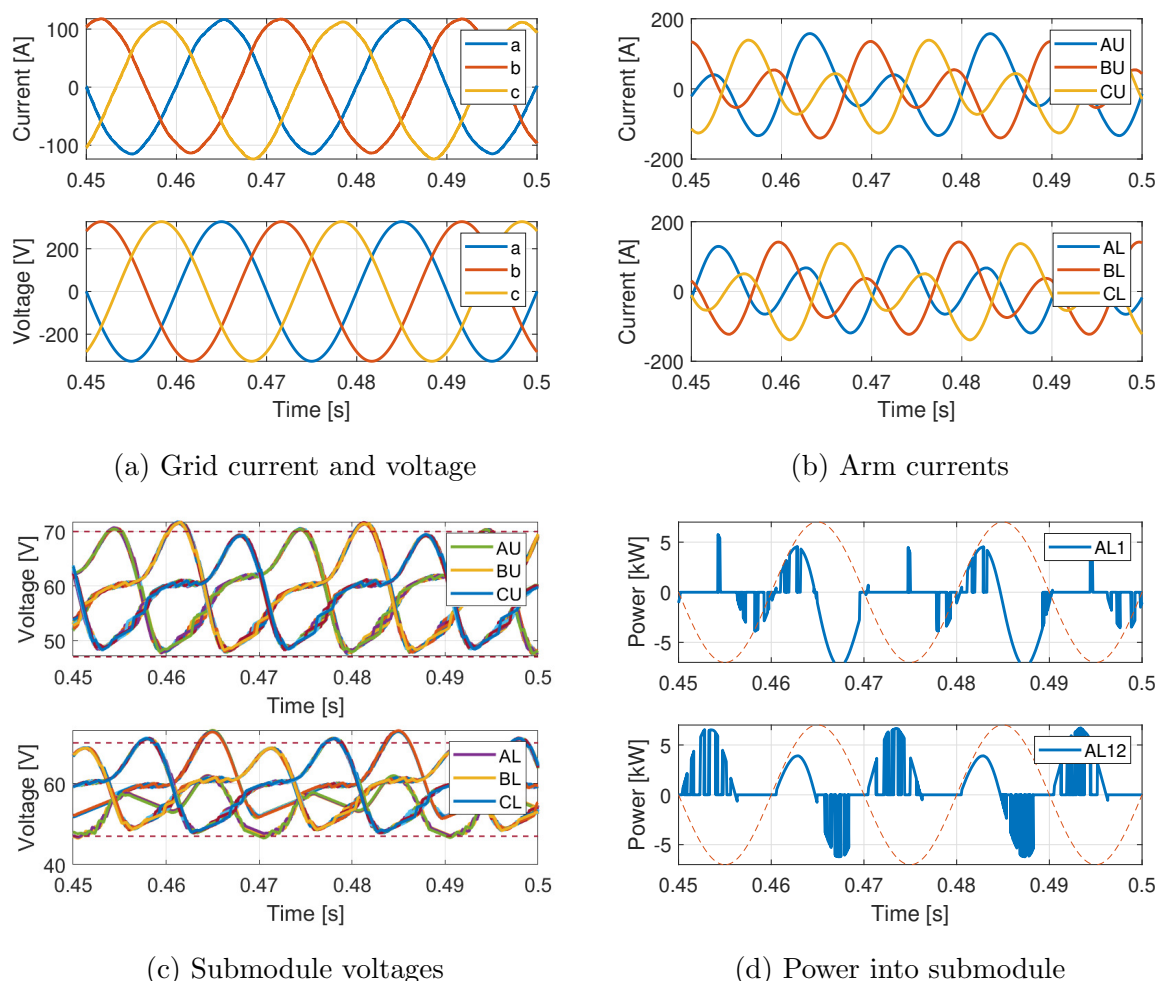 100
0
-100
Current [A]
a
b
c
0.45 0.46 0.47 0.48 0.49 0.5
200
0
-200
Voltage [V]
a
b
c
0.45 0.46 0.47 0.48 0.49 0.5
Time [s]
(a) Grid current and voltage
200
0
-200
Current [A]
AU
BU
CU
0.45 0.46 0.47 0.48 0.49 0.5
200
0
-200
Current [A]
AL
BL
CL
0.45 0.46 0.47 0.48 0.49 0.5
Time [s]
(b) Arm currents
70
60
50
Voltage [V]
AU
BU
CU
0.45 0.46 0.47 0.48 0.49 0.5
80
60
40
Voltage [V]
AL
BL
CL
0.45 0.46 0.47 0.48 0.49 0.5
Time [s]
(c) Submodule voltages
5
0
-5
Power [kW]
AL1
0.45 0.46 0.47 0.48 0.49 0.5
5
0
-5
Power [kW]
AL12
0.45 0.46 0.47 0.48 0.49 0.5
Time [s]
(d) Power into submodule